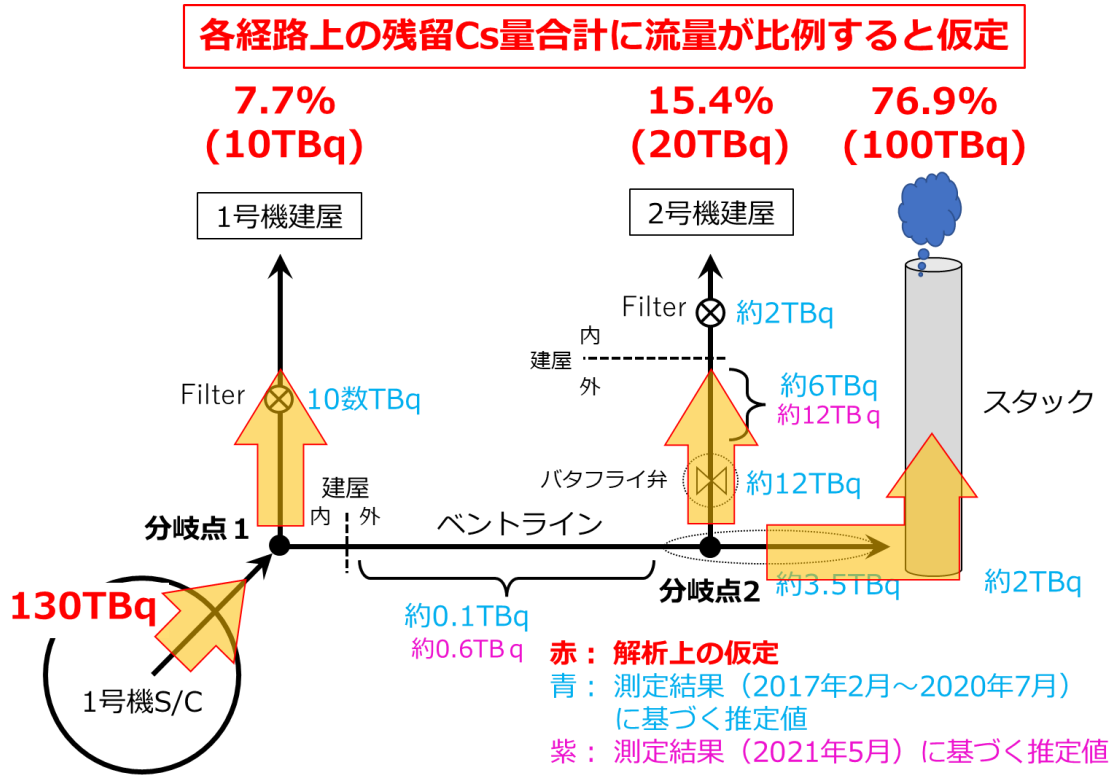 各経路上の残留Cs量合計に流量が比例すると仮定
7.7%
(10TBq)
15.4%
(20TBq)
76.9%
(100TBq)
1号機建屋
2号機建屋
Filter
約2TBq
内
建屋
外
Filter
10数TBq
約6TBq
約12TBｑ
スタック
バタフライ弁
約12TBq
建屋
内
外
ベントライン
分岐点１
分岐点2
約3.5TBq
約2TBq
130TBq
約0.1TBq
約0.6TBｑ
1号機S/C
赤： 解析上の仮定
青： 測定結果（2017年2月～2020年7月）
に基づく推定値
紫： 測定結果（2021年5月）に基づく推定値